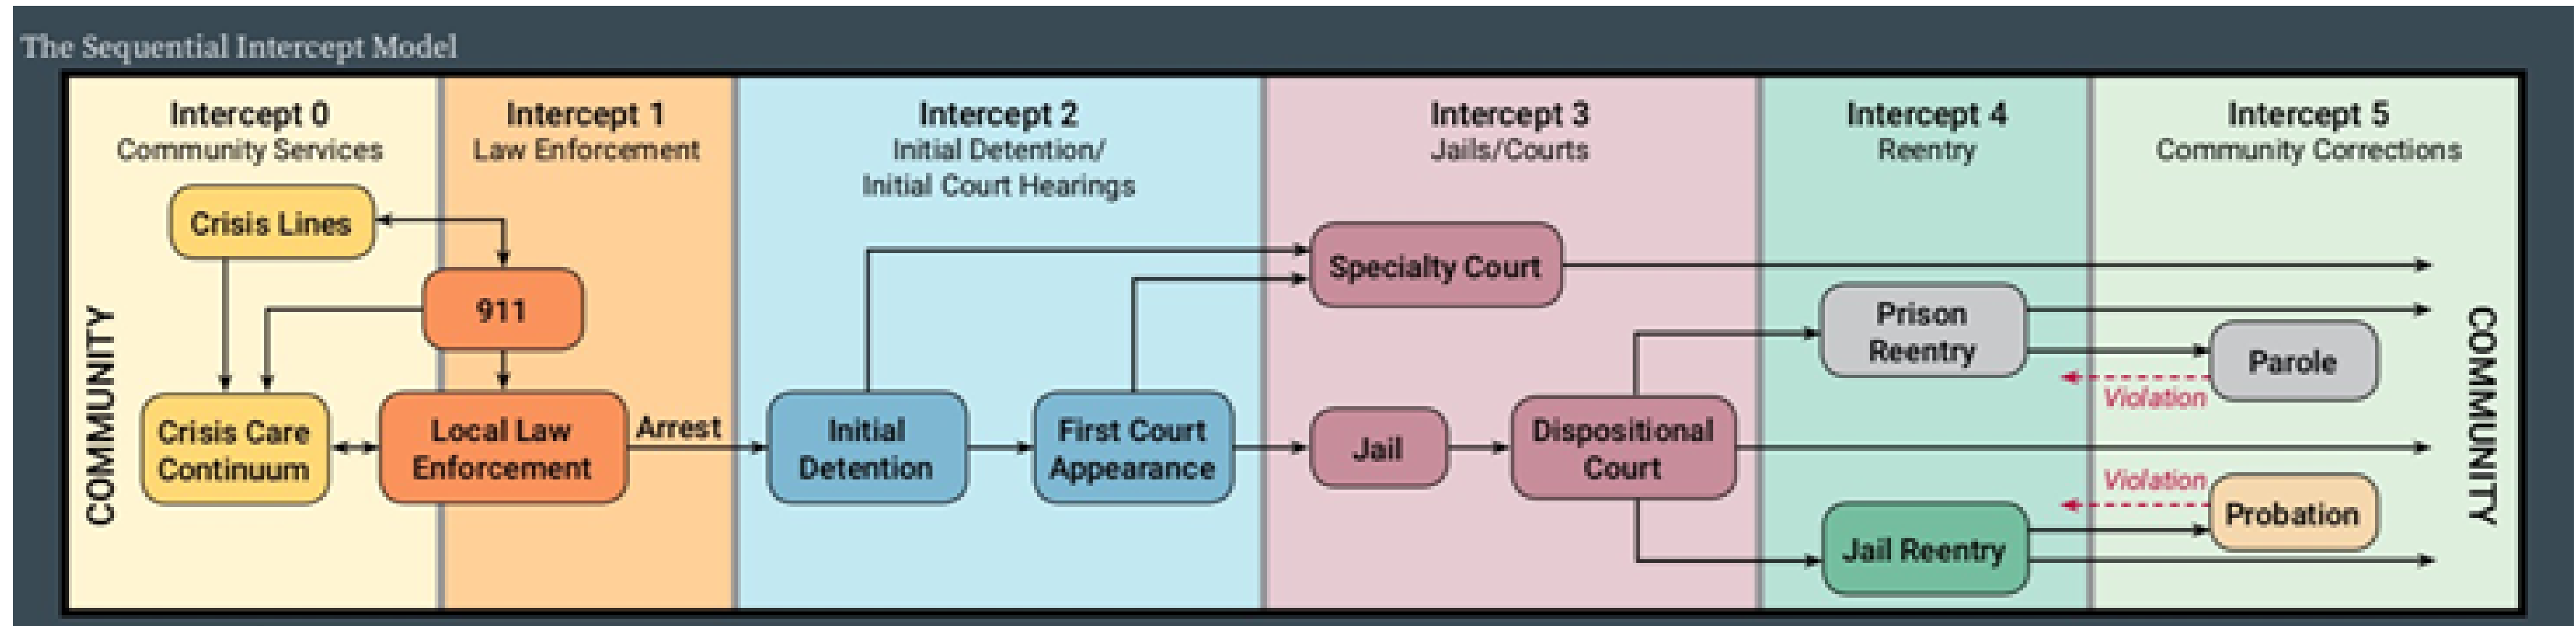 The Sequential Intercept Model
Intercept 0
Community Services
Intercept 1
Law Enforcement
Intercept 2
Initial Detention/
Initial Court Hearings
Intercept 3
Jails/Courts
Intercept 4
Reentry
Intercept 5
Community Corrections
COMMUNITY
Crisis Lines
911
Crisis Care
Continuum
Local Law
Enforcement
Arrest
Initial
Detention
First Court
Appearance
Specialty Court
Jail
Dispositional
Court
Prison
Reentry
Parole
Violation
Violation
Probation
Jail Reentry
COMMUNITY